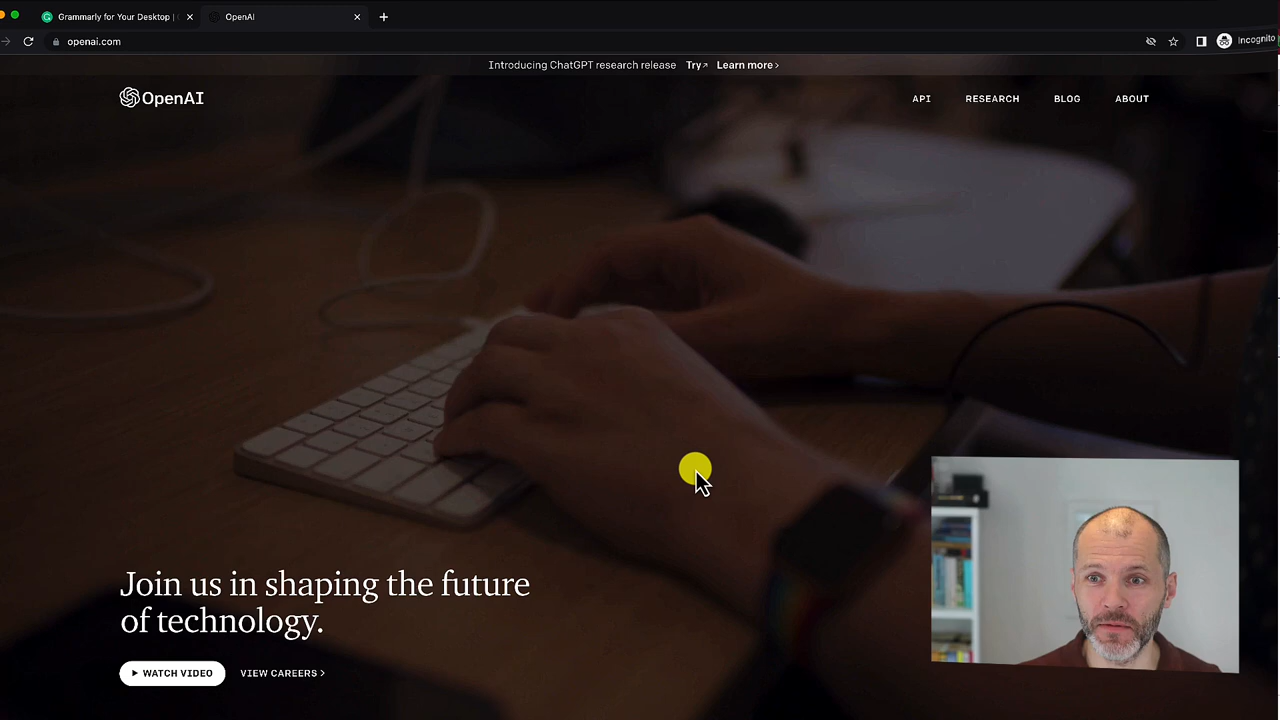 Grammarly for Your Desktop |
OpenAI
openai.com
Incognito
Introducing ChatGPT research release Try↗ Learn more >
OpenAI
API RESEARCH BLOG ABOUT
Join us in shaping the future
of technology.
WATCH VIDEO VIEW CAREERS >